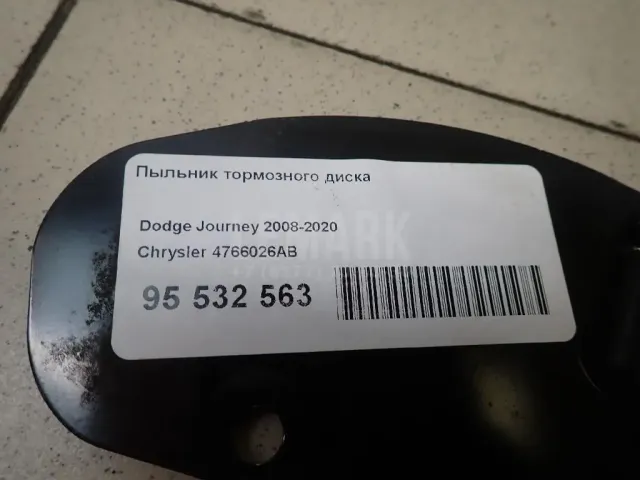 Пыльник тормозного диска
Dodge Journey 2008-2020
Chrysler 4766026AB
95 532 563